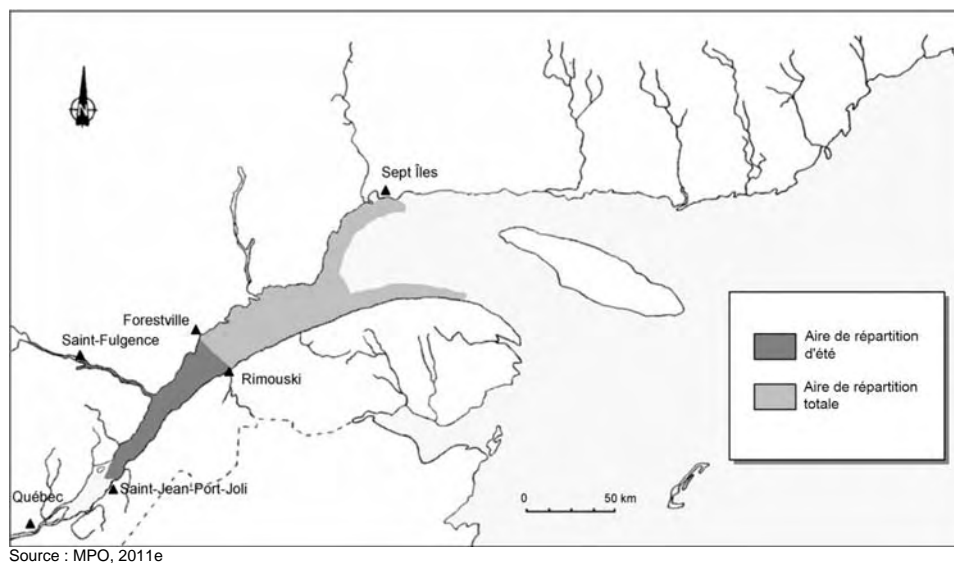 N
Sept Îles
Forestville
Saint-Fulgence
Rimouski
Québec
Saint-Jean-Port-Joli
0 50 km
Aire de répartition
d'été
Aire de répartition
totale
Source : MPO, 2011e